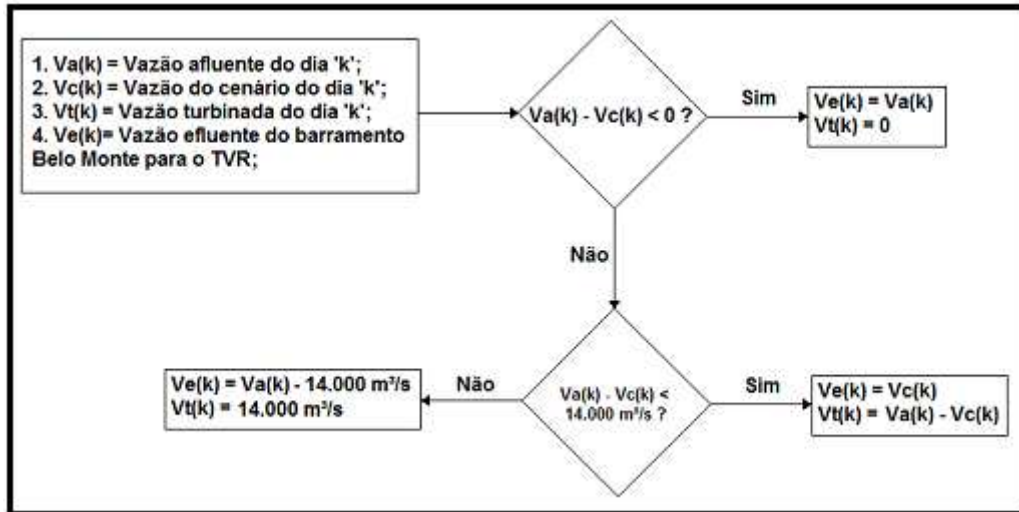 1. Va(k) = Vazão afluente do dia 'k';
2. Vc(k) = Vazão do cenário do dia 'k';
3. Vt(k) = Vazão turbinada do dia 'k';
4. Ve(k)= Vazão efluente do barramento
Belo Monte para o TVR;
Va(k) - Vc(k) < 0 ?
Sim
Ve(k) = Va(k)
Vt(k) = 0
Não
Va(k) - Vc(k) <
14.000 m³/s ?
Não
Ve(k) = Va(k) - 14.000 m³/s
Vt(k) = 14.000 m³/s
Sim
Ve(k) = Vc(k)
Vt(k) = Va(k) - Vc(k)